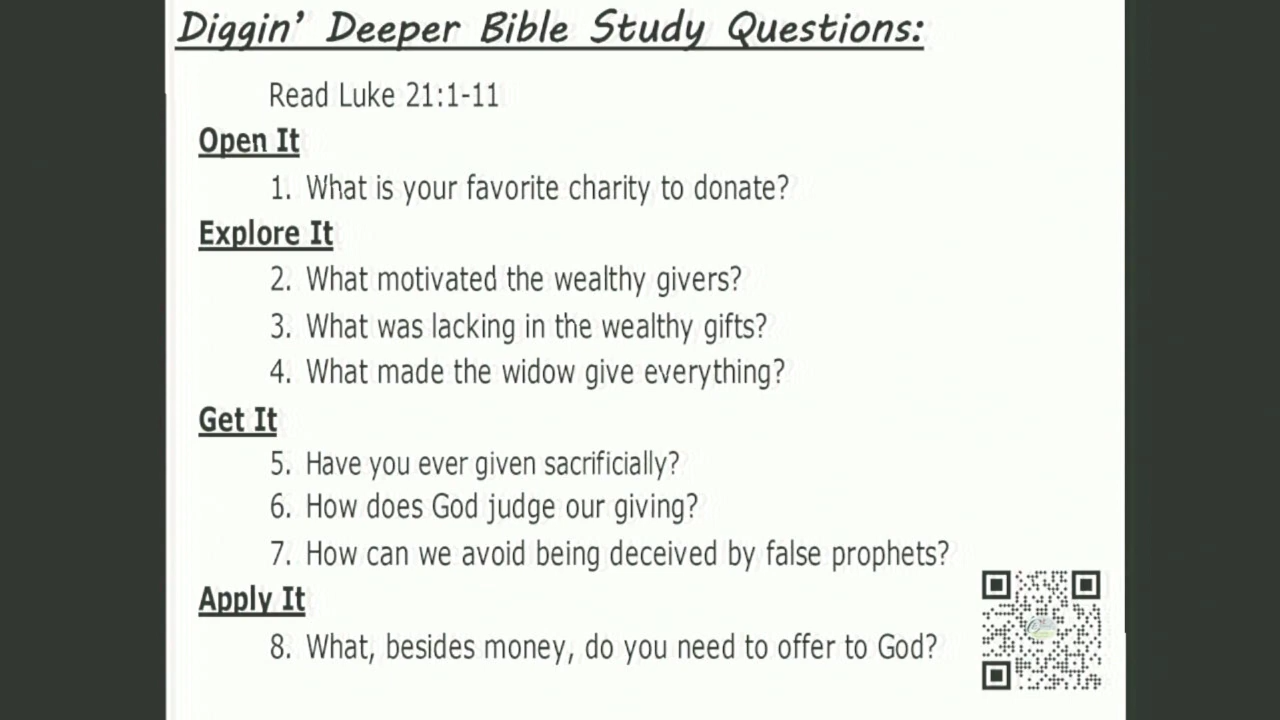 Diggin’ Deeper Bible Study Questions:
Read Luke 21:1-11
Open It
1. What is your favorite charity to donate?
Explore It
2. What motivated the wealthy givers?
3. What was lacking in the wealthy gifts?
4. What made the widow give everything?
Get It
5. Have you ever given sacrificially?
6. How does God judge our giving?
7. How can we avoid being deceived by false prophets?
Apply It
8. What, besides money, do you need to offer to God?